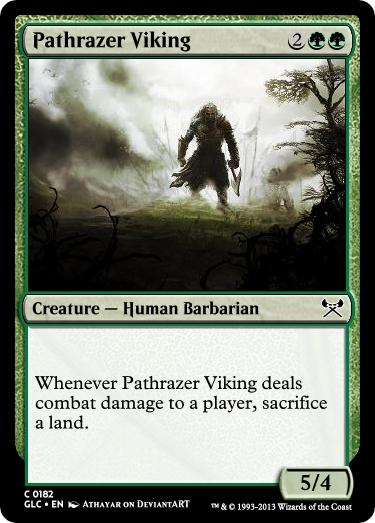 Pathrazer Viking 2
Creature — Human Barbarian
Whenever Pathrazer Viking deals
combat damage to a player, sacrifice
a land.
5/4
C 0182
GLC • EN ATHAYAR ON DEVIANTART
™ & © 1993-2013 Wizards of the Coast